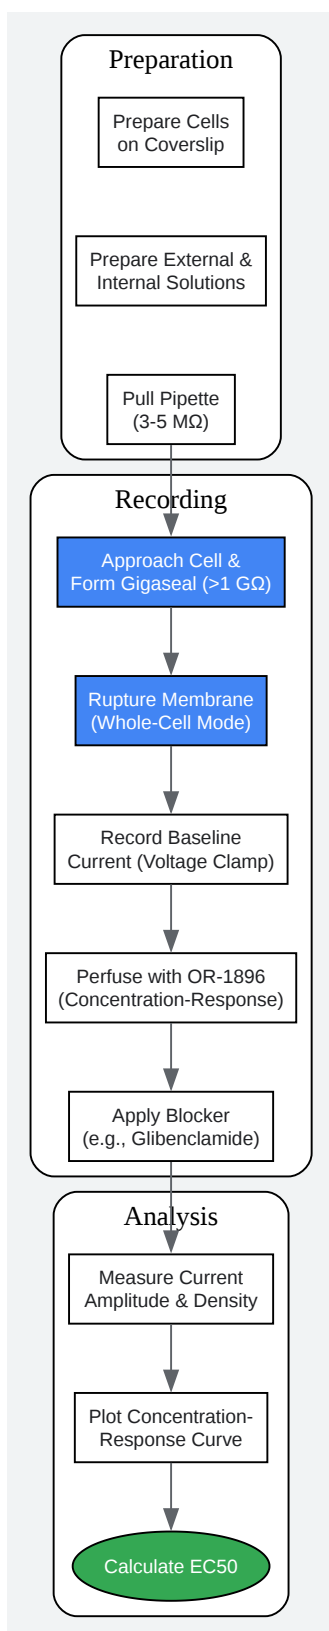 Preparation
Prepare Cells
on Coverslip
Prepare External &
Internal Solutions
Pull Pipette
(3-5 MΩ)
Recording
Approach Cell &
Form Gigaseal (>1 GΩ)
Rupture Membrane
(Whole-Cell Mode)
Record Baseline
Current (Voltage Clamp)
Perfuse with OR-1896
(Concentration-Response)
Apply Blocker
(e.g., Glibenclamide)
Analysis
Measure Current
Amplitude & Density
Plot Concentration-
Response Curve
Calculate EC50